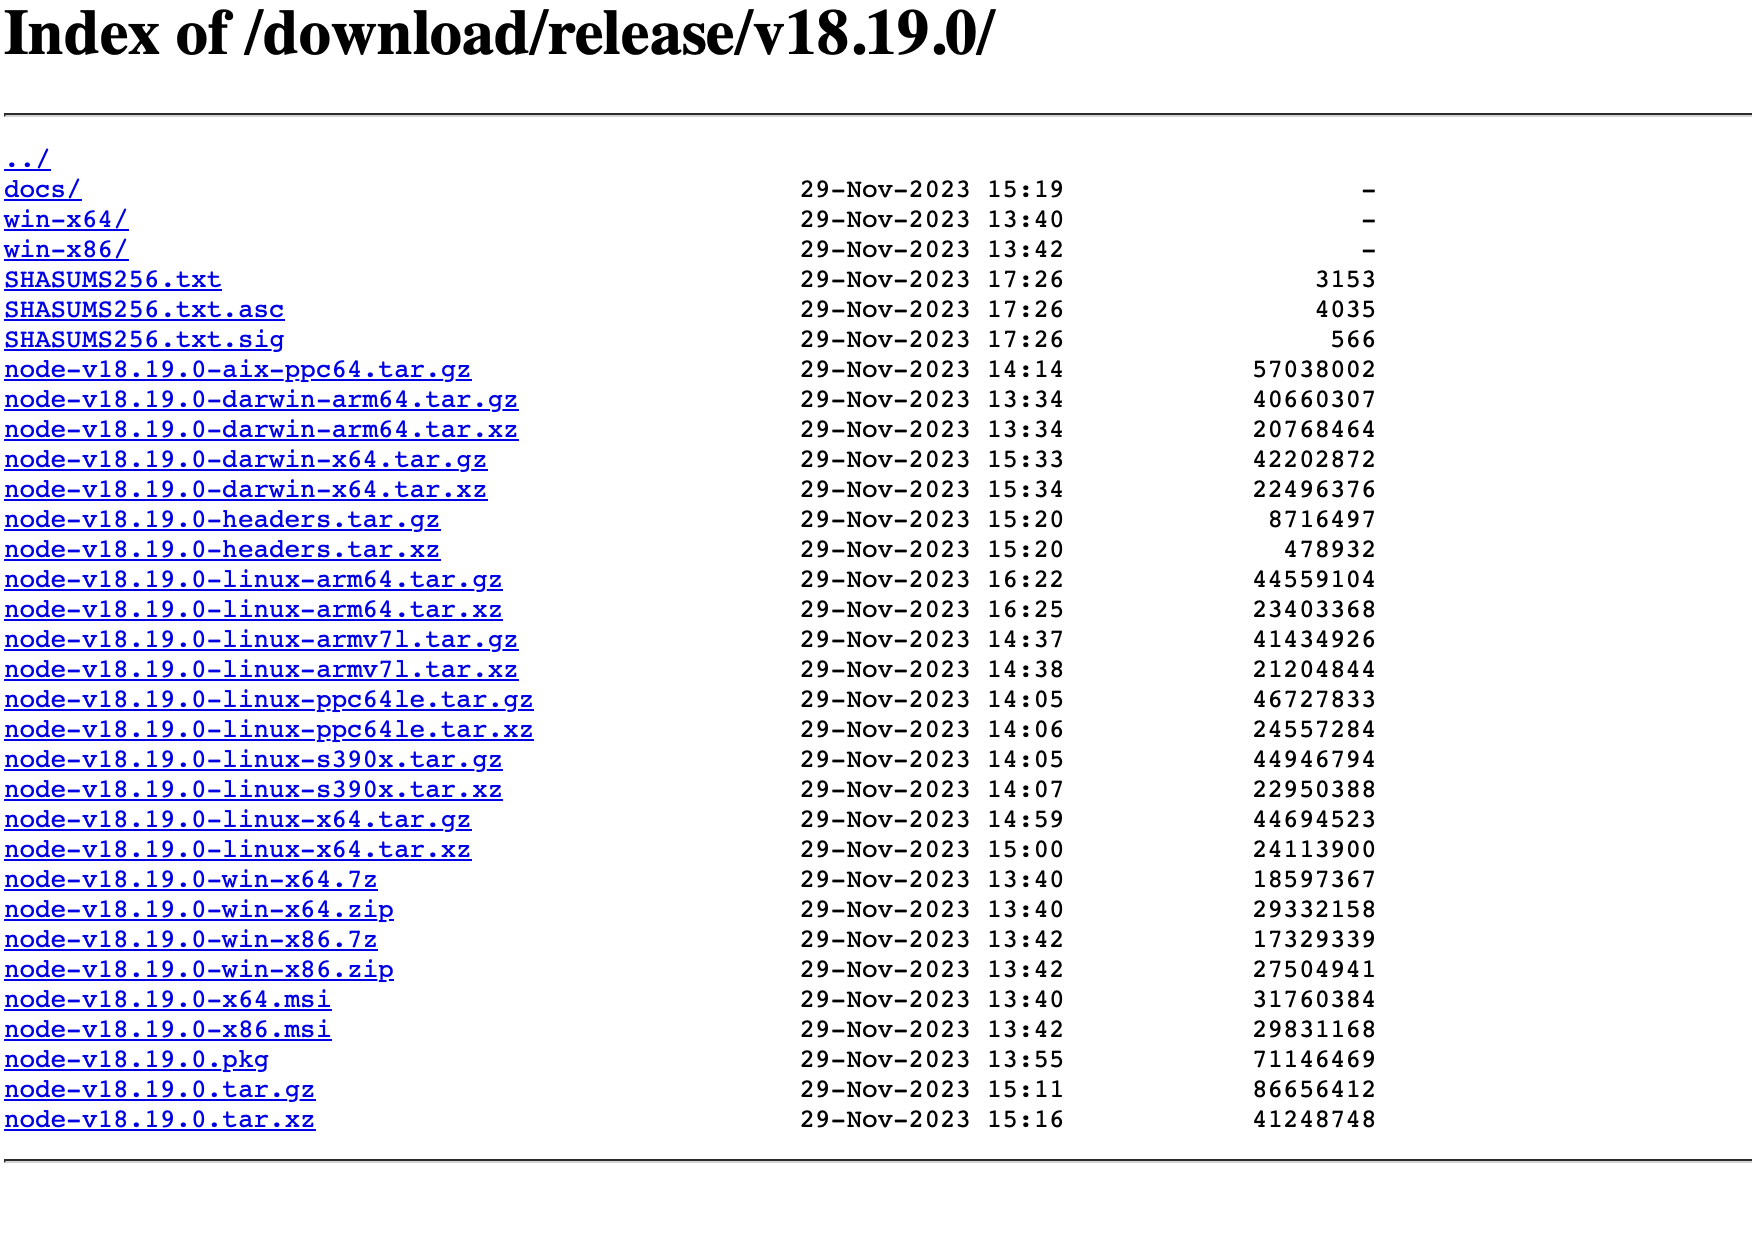 Index of /download/release/v18.19.0/
../
docs/ 29-Nov-2023 15:19 -
win-x64/ 29-Nov-2023 13:40 -
win-x86/ 29-Nov-2023 13:42 -
SHASUMS256.txt 29-Nov-2023 17:26 3153
SHASUMS256.txt.asc 29-Nov-2023 17:26 4035
SHASUMS256.txt.sig 29-Nov-2023 17:26 566
node-v18.19.0-aix-ppc64.tar.gz 29-Nov-2023 14:14 57038002
node-v18.19.0-darwin-arm64.tar.gz 29-Nov-2023 13:34 40660307
node-v18.19.0-darwin-arm64.tar.xz 29-Nov-2023 13:34 20768464
node-v18.19.0-darwin-x64.tar.gz 29-Nov-2023 15:33 42202872
node-v18.19.0-darwin-x64.tar.xz 29-Nov-2023 15:34 22496376
node-v18.19.0-headers.tar.gz 29-Nov-2023 15:20 8716497
node-v18.19.0-headers.tar.xz 29-Nov-2023 15:20 478932
node-v18.19.0-linux-arm64.tar.gz 29-Nov-2023 16:22 44559104
node-v18.19.0-linux-arm64.tar.xz 29-Nov-2023 16:25 23403368
node-v18.19.0-linux-armv7l.tar.gz 29-Nov-2023 14:37 41434926
node-v18.19.0-linux-armv7l.tar.xz 29-Nov-2023 14:38 21204844
node-v18.19.0-linux-ppc64le.tar.gz 29-Nov-2023 14:05 46727833
node-v18.19.0-linux-ppc64le.tar.xz 29-Nov-2023 14:06 24557284
node-v18.19.0-linux-s390x.tar.gz 29-Nov-2023 14:05 44946794
node-v18.19.0-linux-s390x.tar.xz 29-Nov-2023 14:07 22950388
node-v18.19.0-linux-x64.tar.gz 29-Nov-2023 14:59 44694523
node-v18.19.0-linux-x64.tar.xz 29-Nov-2023 15:00 24113900
node-v18.19.0-win-x64.7z 29-Nov-2023 13:40 18597367
node-v18.19.0-win-x64.zip 29-Nov-2023 13:40 29332158
node-v18.19.0-win-x86.7z 29-Nov-2023 13:42 17329339
node-v18.19.0-win-x86.zip 29-Nov-2023 13:42 27504941
node-v18.19.0-x64.msi 29-Nov-2023 13:40 31760384
node-v18.19.0-x86.msi 29-Nov-2023 13:42 29831168
node-v18.19.0.pkg 29-Nov-2023 13:55 71146469
node-v18.19.0.tar.gz 29-Nov-2023 15:11 86656412
node-v18.19.0.tar.xz 29-Nov-2023 15:16 41248748